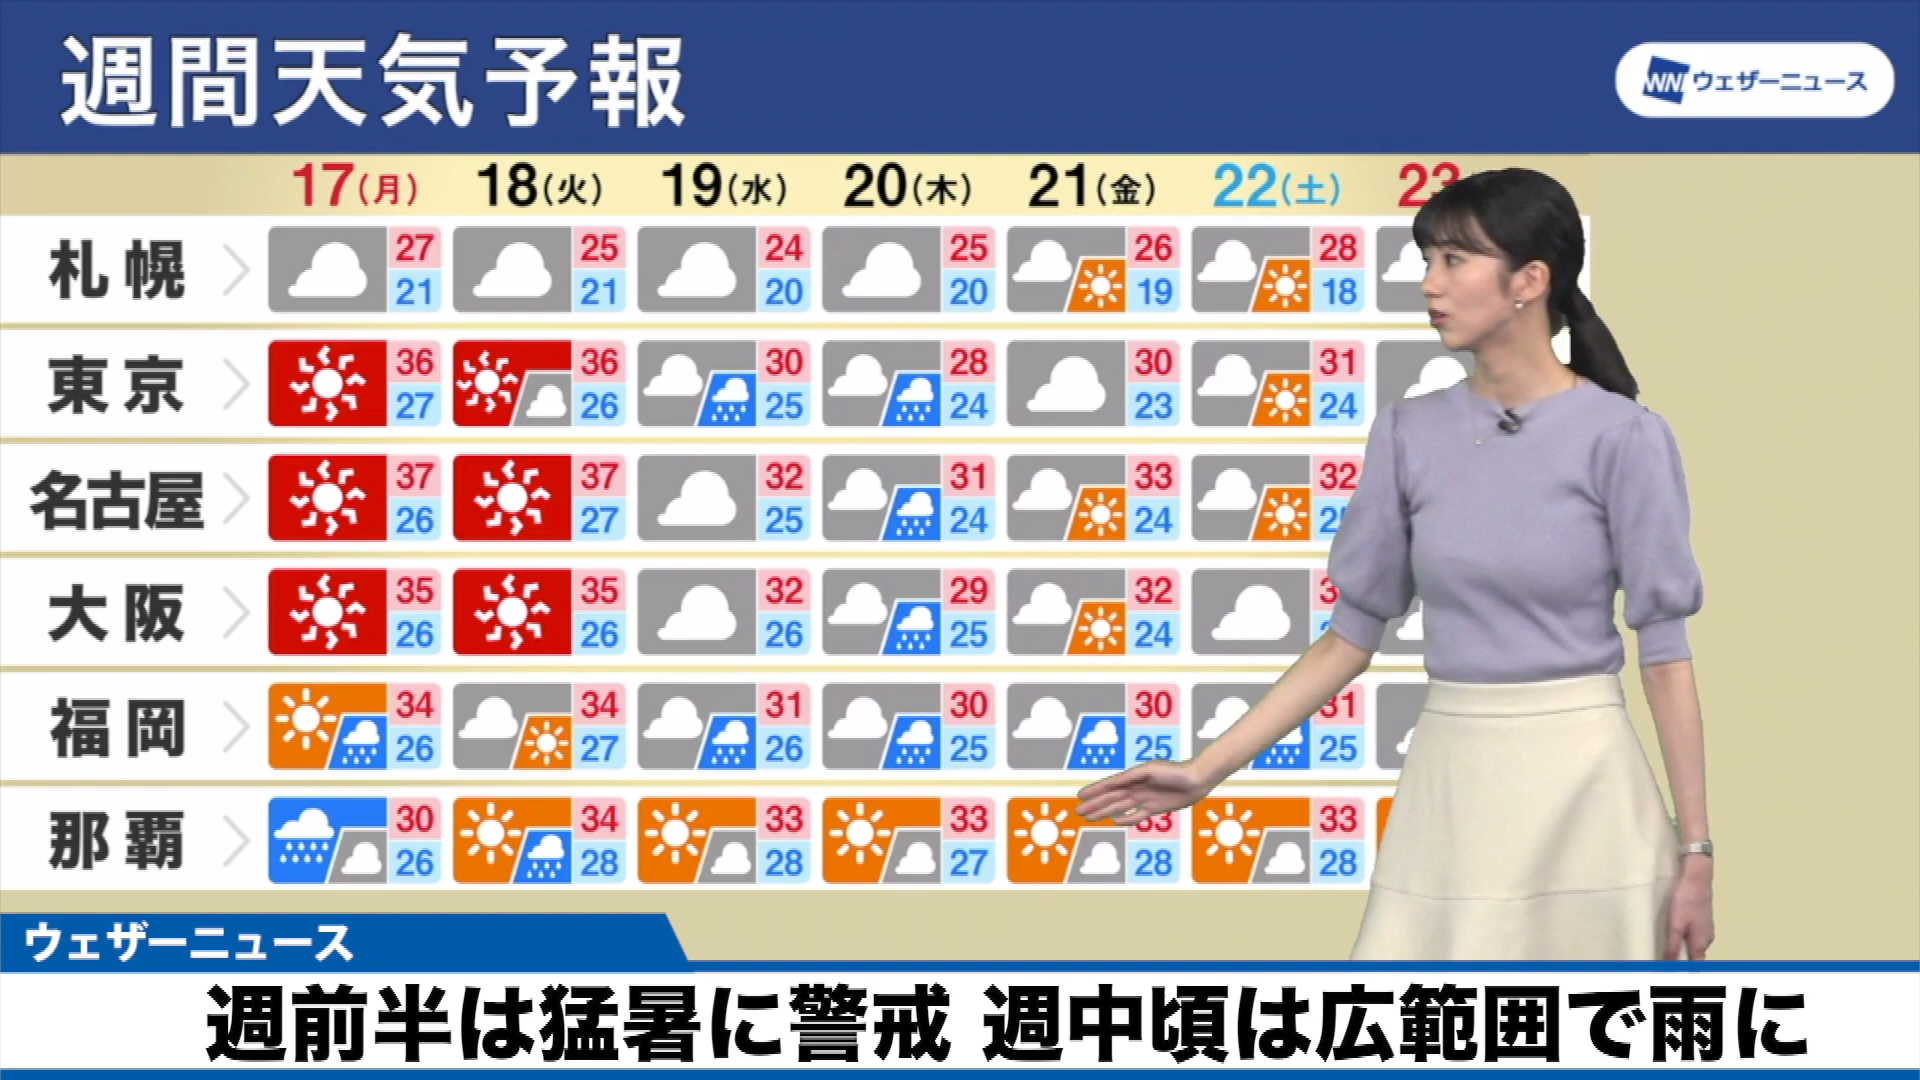 週間天気予報
WNI ウェザーニュース
17(月) 18(火) 19(水) 20(木) 21(金) 22(土) 23
札幌 27 21 25 21 24 20 25 20 26 19 28 18
東京 36 27 36 26 30 25 28 24 30 23 31 24
名古屋 37 26 37 27 32 25 31 24 33 24 32
大阪 35 26 35 26 32 26 29 25 32 24
福岡 34 26 34 27 31 26 30 25 30 25 31 25
那覇 30 26 34 28 33 28 33 27 33 28 33 28
ウェザーニュース
週前半は猛暑に警戒 週中頃は広範囲で雨に